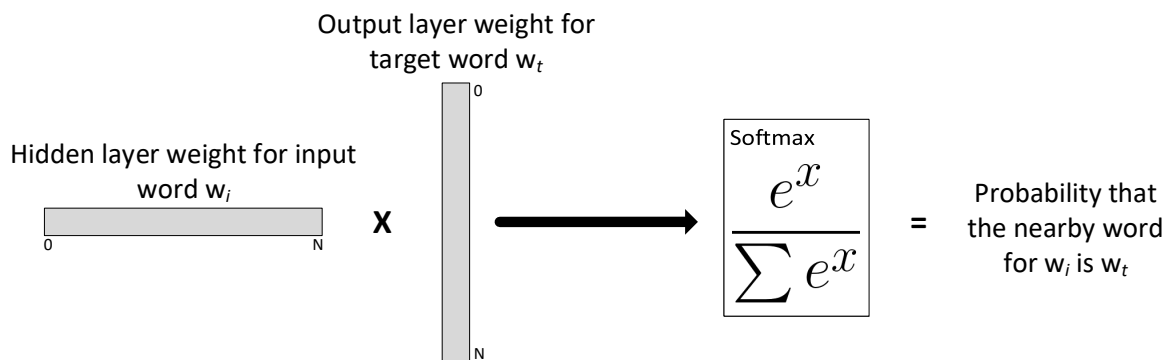 Output layer weight for
target word wₜ
0
Hidden layer weight for input
word wᵢ
0
N
X
N
Softmax
e^x
∑ e^x
=
Probability that
the nearby word
for wᵢ is wₜ